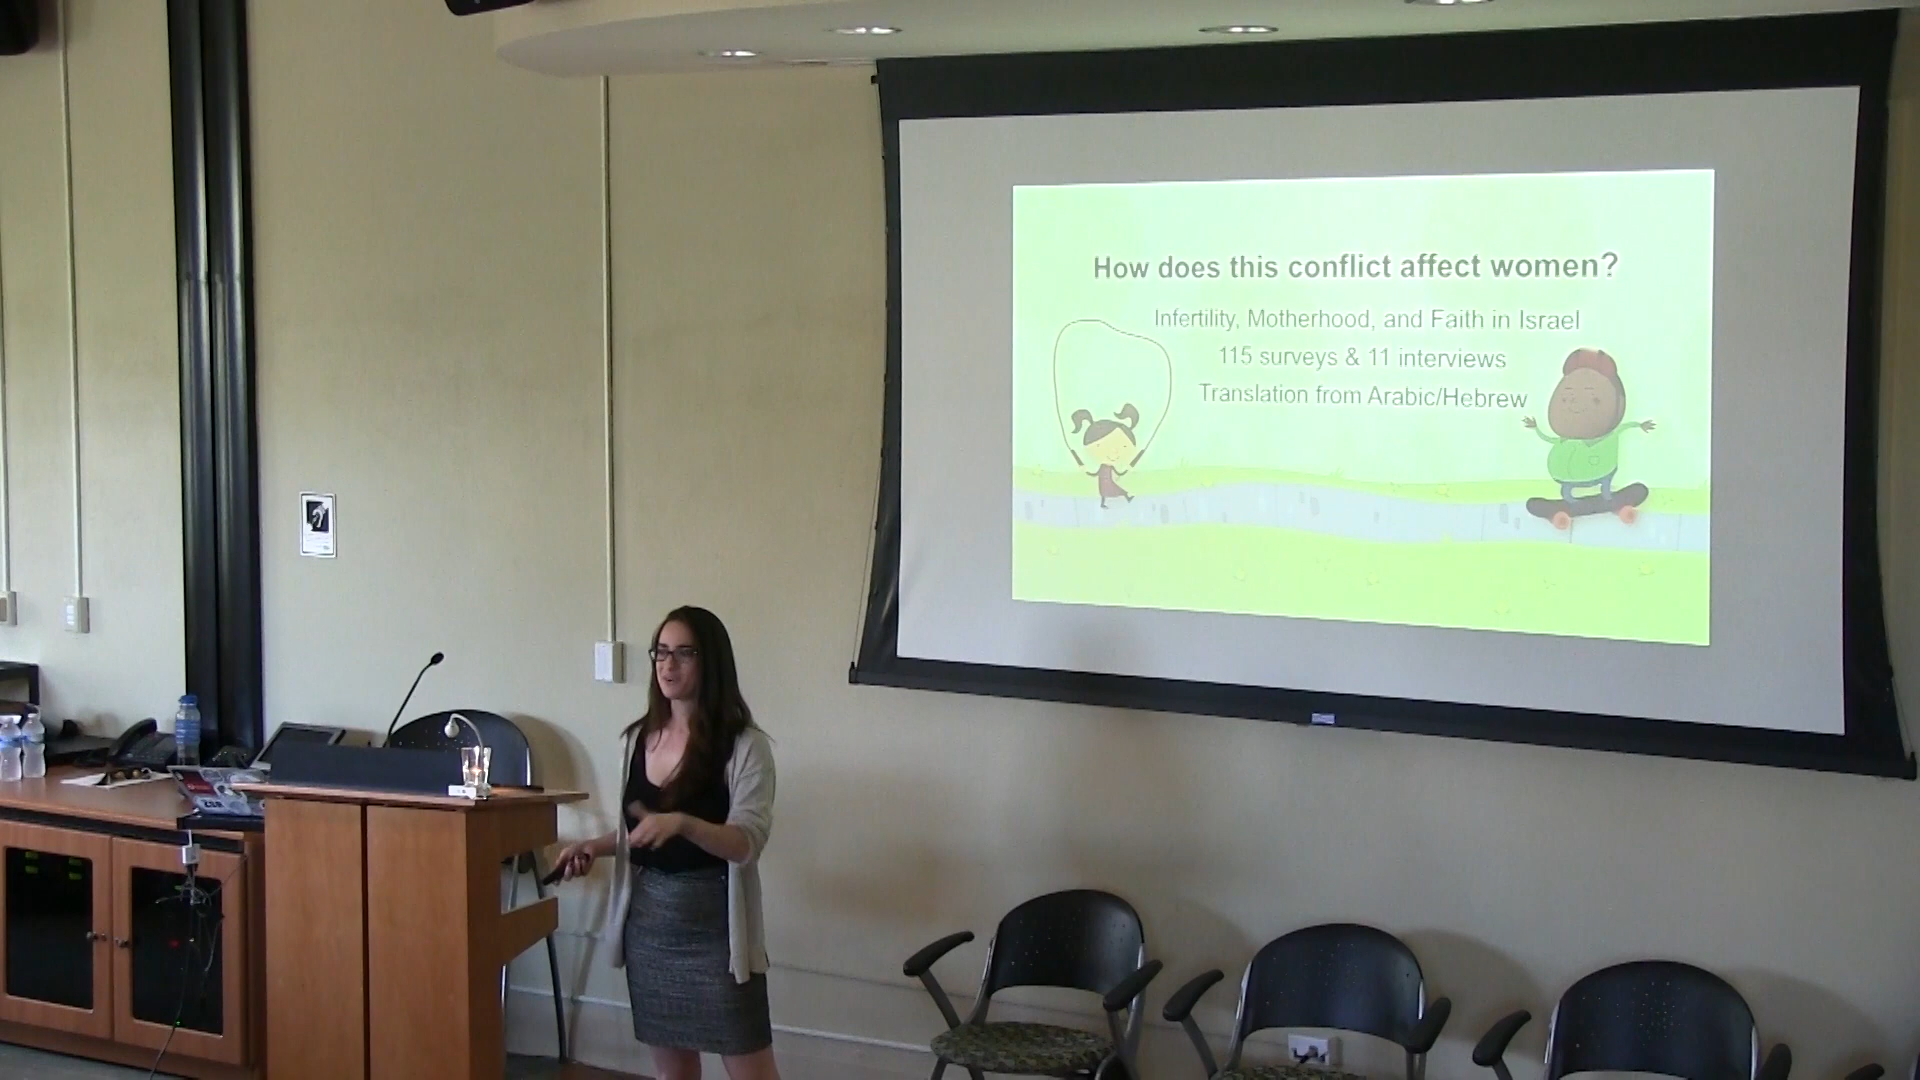 How does this conflict affect women?
Infertility, Motherhood, and Faith in Israel
115 surveys & 11 interviews
Translation from Arabic/Hebrew